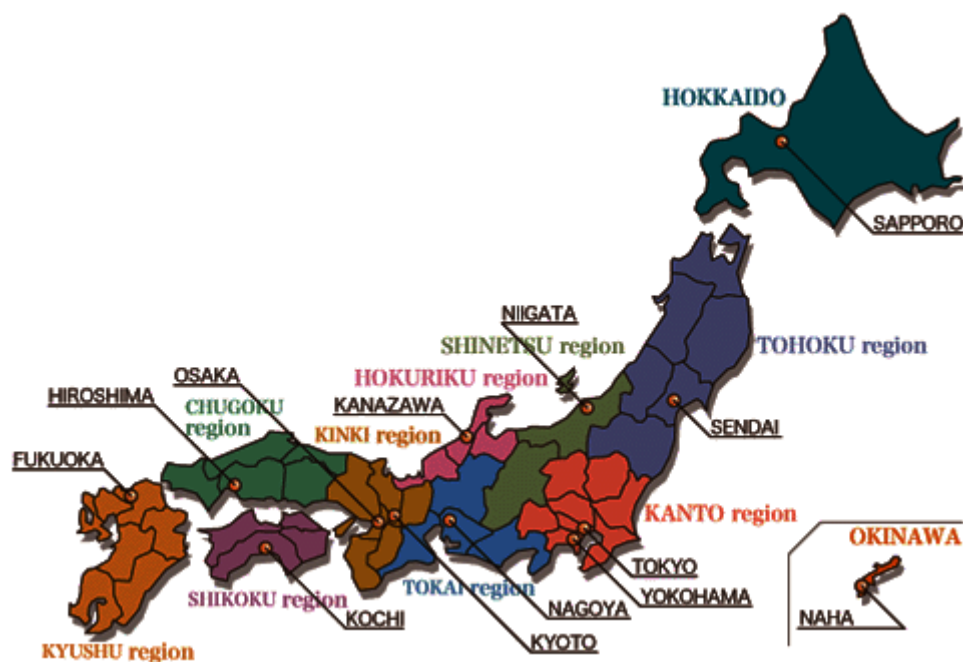 HOKKAIDO
SAPPORO
NIIGATA
SHINETSU region
TOHOKU region
OSAKA
HOKURIKU region
HIROSHIMA
CHUGOKU
region
KANAZAWA
KINKI region
SENDAI
FUKUOKA
KANTO region
OKINAWA
TOKYO
SHIKOKU region
TOKAI region
YOKOHAMA
KOCHI
NAGOYA
NAHA
KYOTO
KYUSHU region